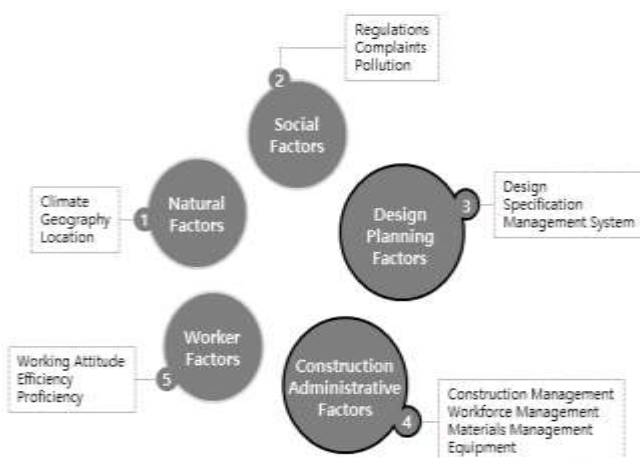 1
Natural
Factors
Climate
Geography
Location
2
Social
Factors
Regulations
Complaints
Pollution
3
Design
Planning
Factors
Design
Specification
Management System
4
Construction
Administrative
Factors
Construction Management
Workforce Management
Materials Management
Equipment
5
Worker
Factors
Working Attitude
Efficiency
Proficiency